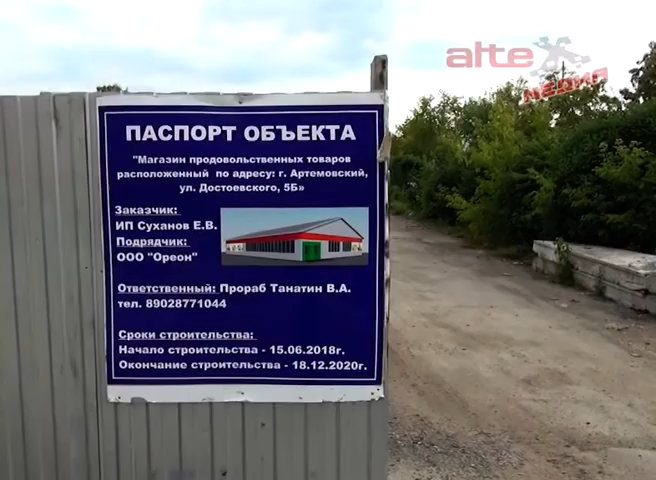 alte
медиа
ПАСПОРТ ОБЪЕКТА
"Магазин продовольственных товаров
расположенный по адресу: г. Артемовский,
ул. Достоевского, 5Б»
Заказчик:
ИП Суханов Е.В.
Подрядчик:
ООО "Ореон"
Ответственный: Прораб Танатин В.А.
тел. 89028771044
Сроки строительства:
Начало строительства - 15.06.2018г.
Окончание строительства - 18.12.2020г.